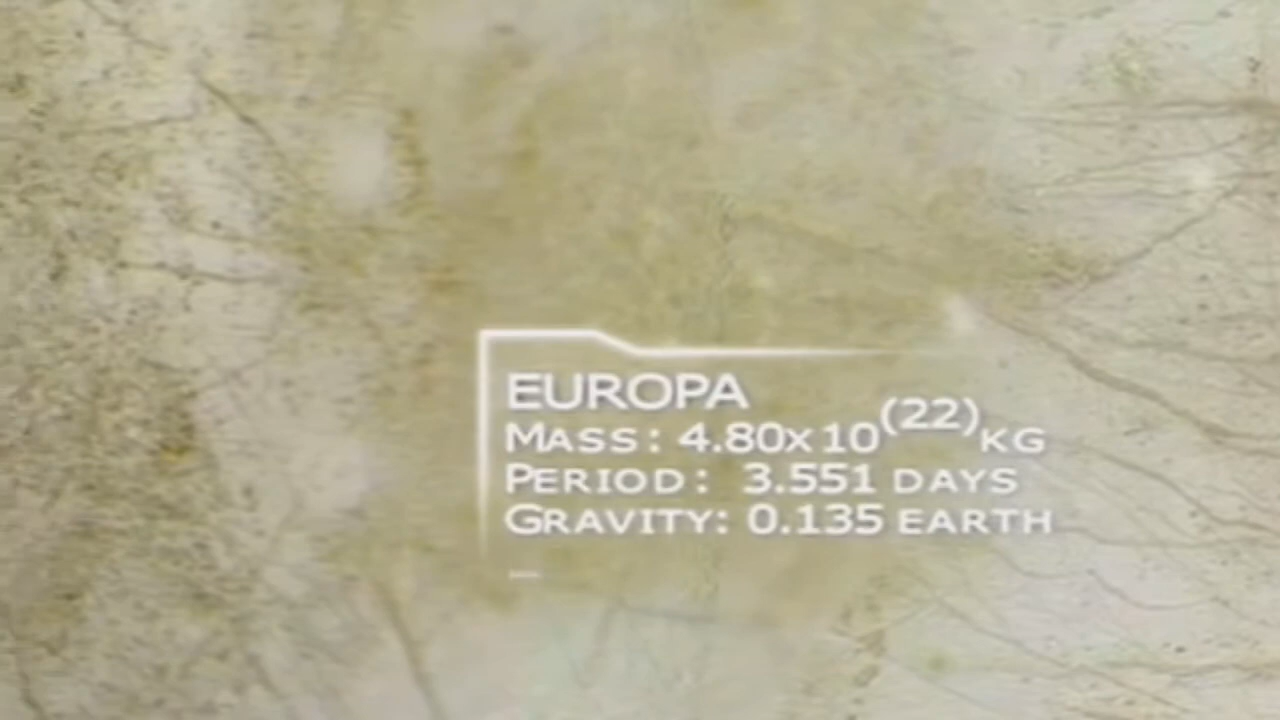 EUROPA
MASS: 4.80x10(22)KG
PERIOD: 3.551 DAYS
GRAVITY: 0.135 EARTH
_